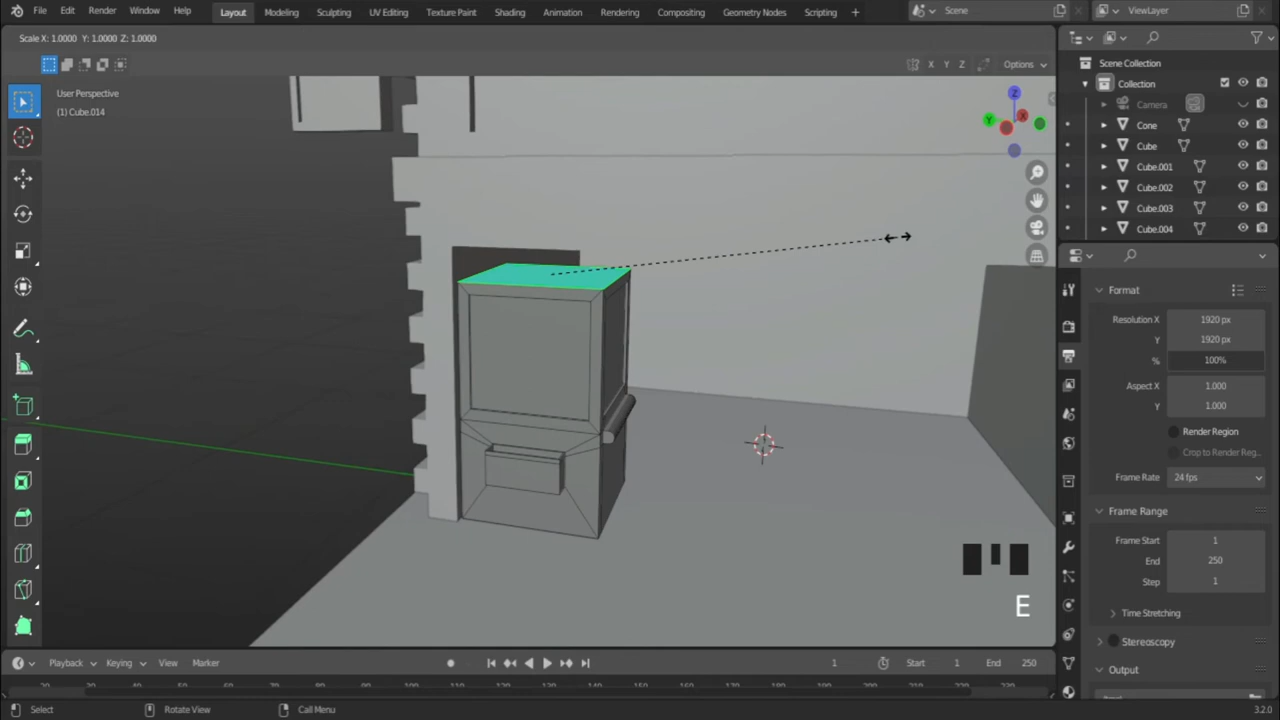 File Edit Render Window Help Layout Modeling Sculpting UV Editing Texture Paint Shading Animation Rendering Compositing Geometry Nodes Scripting + Scene ViewLayer
Scale X: 1.0000 Y: 1.0000 Z: 1.0000
X Y Z Options
User Perspective
(1) Cube.014
Z
Y
X
Scene Collection
Collection
Camera
Cone
Cube
Cube.001
Cube.002
Cube.003
Cube.004
Format
Resolution X 1920 px
Y 1920 px
% 100%
Aspect X 1.000
Y 1.000
Render Region
Crop to Render Reg...
Frame Rate 24 fps
Frame Range
Frame Start 1
End 250
Step 1
Time Stretching
Stereoscopy
Output
E
Playback Keying View Marker 1 Start 1 End 250
Select Rotate View Call Menu 3.2.0